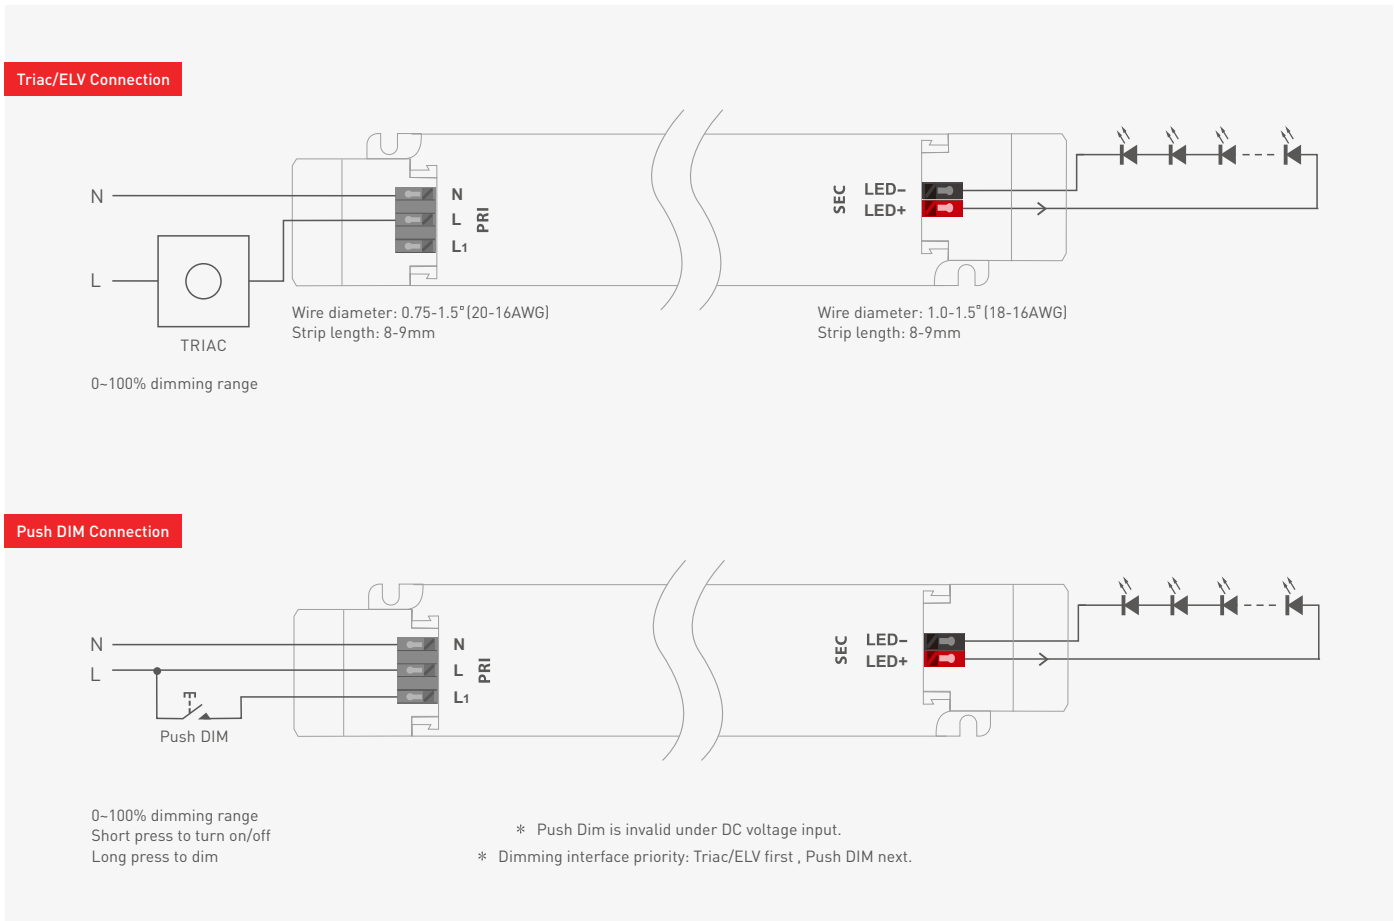 Triac/ELV Connection
N
L
TRIAC
0~100% dimming range
N
L
L1
PRI
Wire diameter: 0.75-1.5▫(20-16AWG)
Strip length: 8-9mm
SEC
LED–
LED+
Wire diameter: 1.0-1.5▫(18-16AWG)
Strip length: 8-9mm
Push DIM Connection
N
L
Push DIM
N
L
L1
PRI
SEC
LED–
LED+
0~100% dimming range
Short press to turn on/off
Long press to dim
* Push Dim is invalid under DC voltage input.
* Dimming interface priority: Triac/ELV first , Push DIM next.